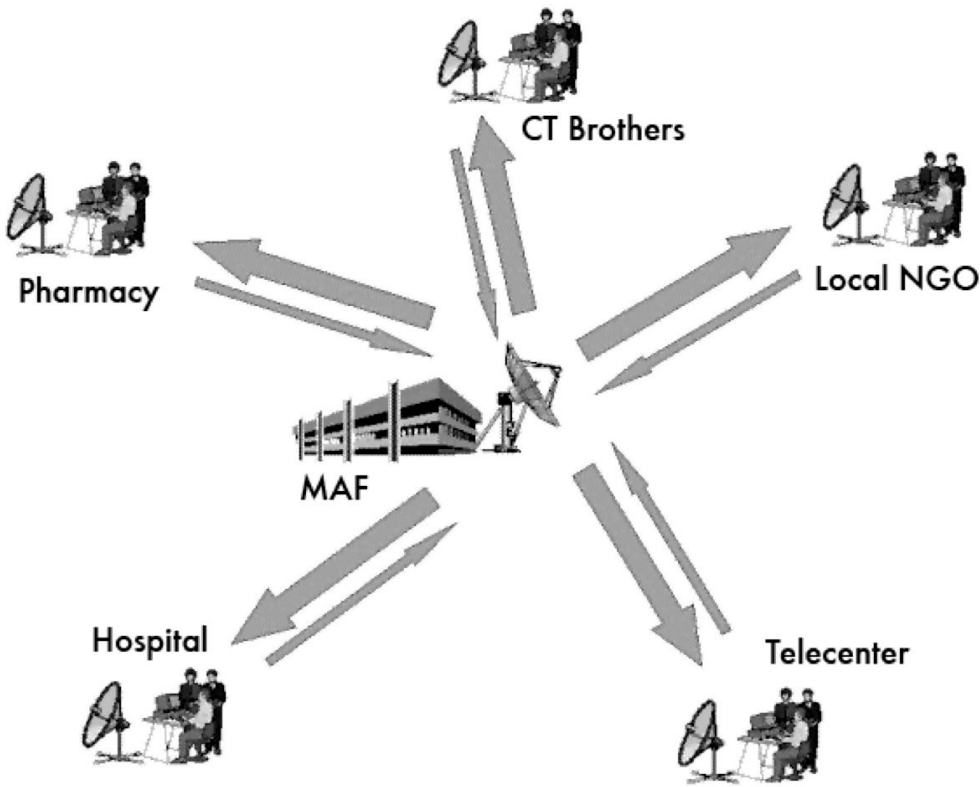 CT Brothers
Pharmacy
Local NGO
MAF
Hospital
Telecenter